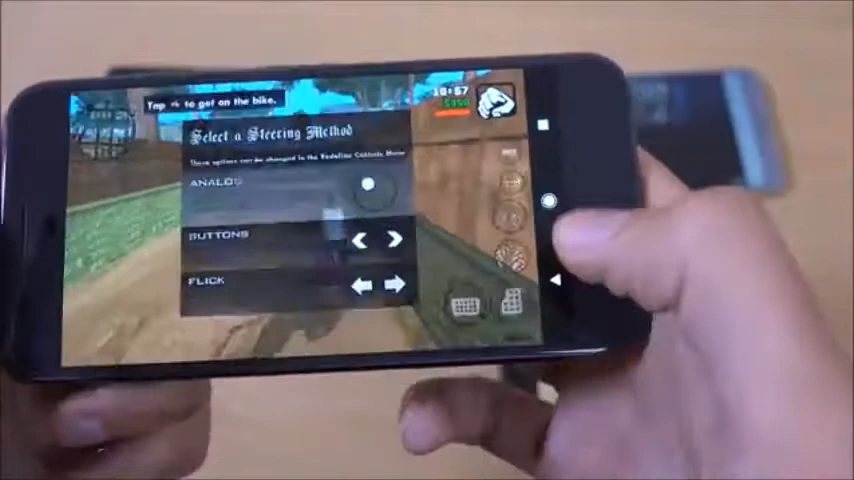 Tap to get on the bike.
10:57
$350
Select a Steering Method
These options can be changed in the Redefine Controls Menu
ANALOG
BUTTONS
FLICK